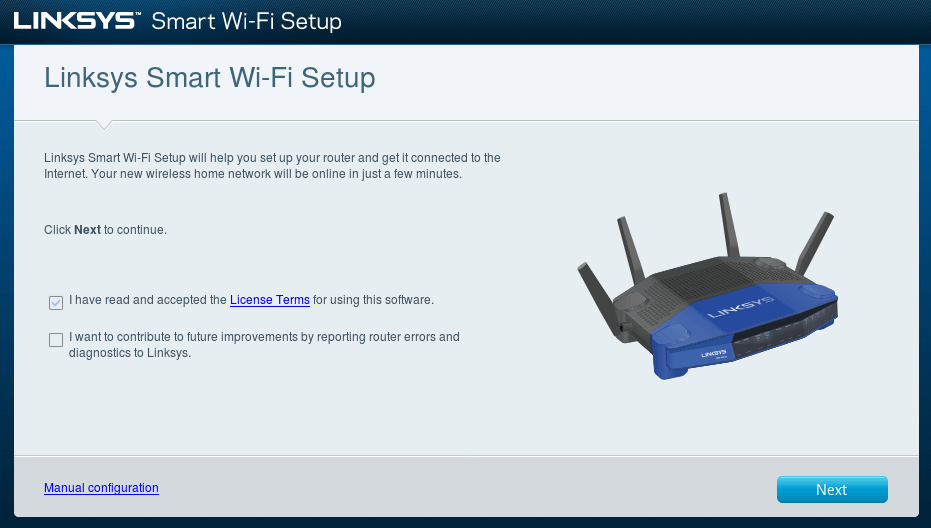 LINKSYS™ Smart Wi-Fi Setup
Linksys Smart Wi-Fi Setup
Linksys Smart Wi-Fi Setup will help you set up your router and get it connected to the
Internet. Your new wireless home network will be online in just a few minutes.
Click Next to continue.
I have read and accepted the License Terms for using this software.
I want to contribute to future improvements by reporting router errors and
diagnostics to Linksys.
LINKSYS
LINKSYS
Manual configuration
Next